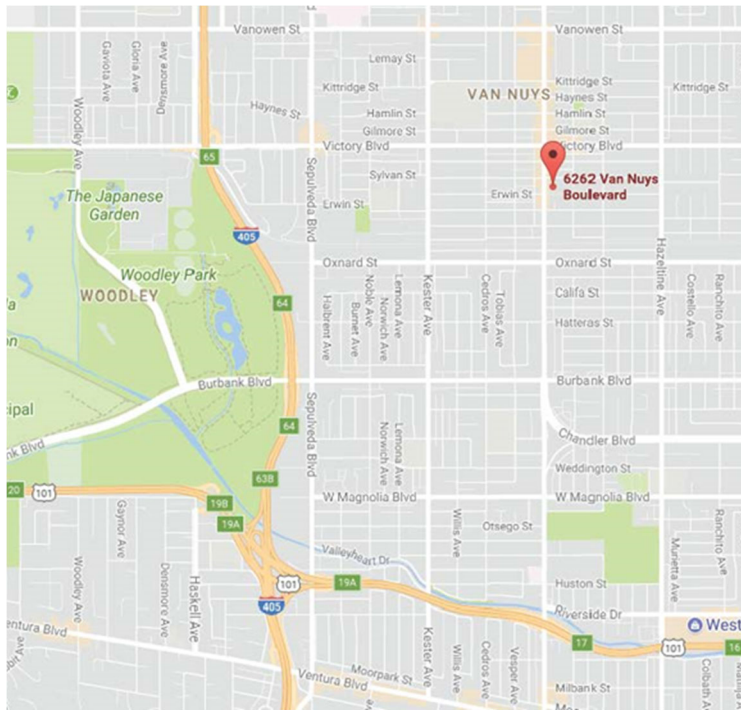 Vanowen St
Vanowen St
Gaviota Ave
Gloria Ave
Densmore Ave
Lemay St
Kittridge St
Kittridge St
Kittridge St
VAN NUYS
Haynes St
Haynes St
Hamlin St
Hamlin St
Gilmore St
Gilmore St
Woodley Ave
Victory Blvd
Victory Blvd
65
Sylvan St
6262 Van Nuys
Boulevard
The Japanese
Garden
Erwin St
Erwin St
Sepulveda Blvd
405
Hazeltine Ave
Oxnard St
Oxnard St
Woodley Park
WOODLEY
64
Califa St
Hatteras St
Halbrent Ave
Burnet Ave
Noble Ave
Norwich Ave
Lemona Ave
Kester Ave
Cedros Ave
Tobias Ave
Costello Ave
Ranchito Ave
Burbank Blvd
Burbank Blvd
cipal
nk Blvd
64
Sepulveda Blvd
Norwich Ave
Lemona Ave
Chandler Blvd
Weddington St
63B
20
101
19B
W Magnolia Blvd
W Magnolia Blvd
19A
Gaynor Ave
Willis Ave
Otsego St
Ranchito Ave
Murietta Ave
Valleyheart Dr
Woodley Ave
Densmore Ave
Haskell Ave
101
19A
Huston St
405
Riverside Dr
West
entura Blvd
17
101
16
Kester Ave
Willis Ave
Cedros Ave
Vesper Ave
Moorpark St
Ventura Blvd
Milbank St
Colbath Ave